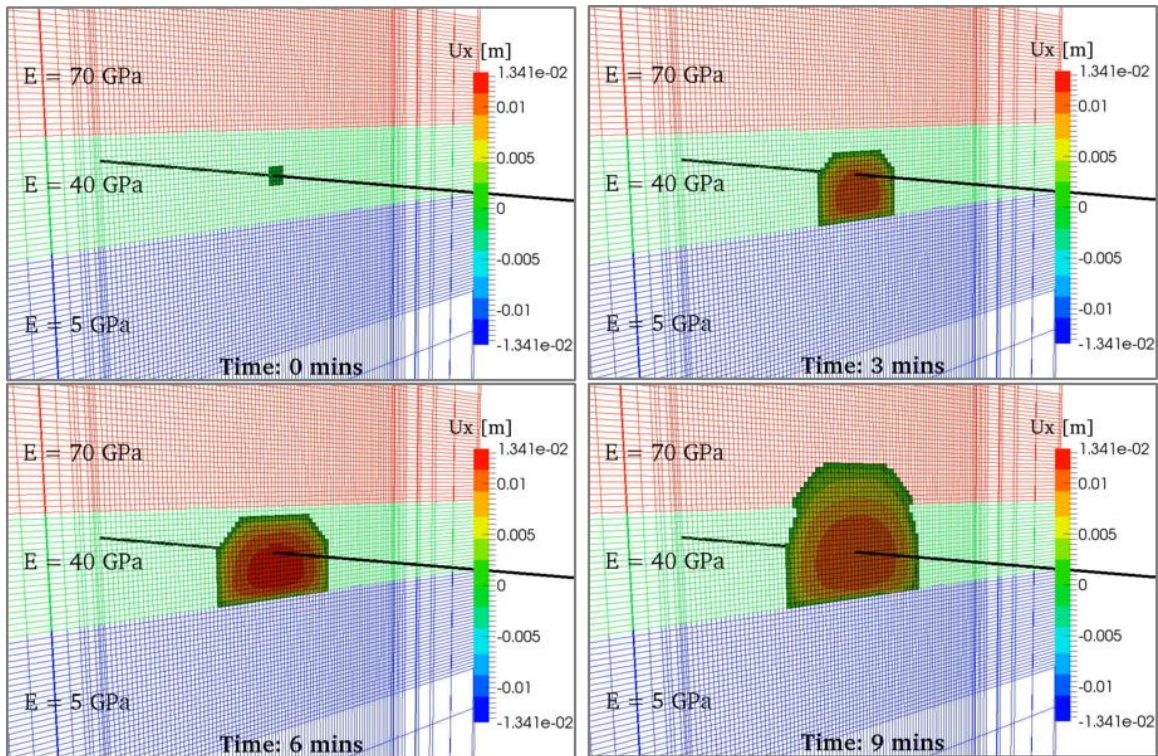 Ux [m]
1.341e-02
E = 70 GPa
0.01
0.005
E = 40 GPa
0
-0.005
-0.01
E = 5 GPa
-1.341e-02
Time: 0 mins
Ux [m]
1.341e-02
E = 70 GPa
0.01
0.005
E = 40 GPa
0
-0.005
-0.01
E = 5 GPa
-1.341e-02
Time: 3 mins
Ux [m]
1.341e-02
E = 70 GPa
0.01
0.005
E = 40 GPa
0
-0.005
-0.01
E = 5 GPa
-1.341e-02
Time: 6 mins
Ux [m]
1.341e-02
E = 70 GPa
0.01
0.005
E = 40 GPa
0
-0.005
-0.01
E = 5 GPa
-1.341e-02
Time: 9 mins